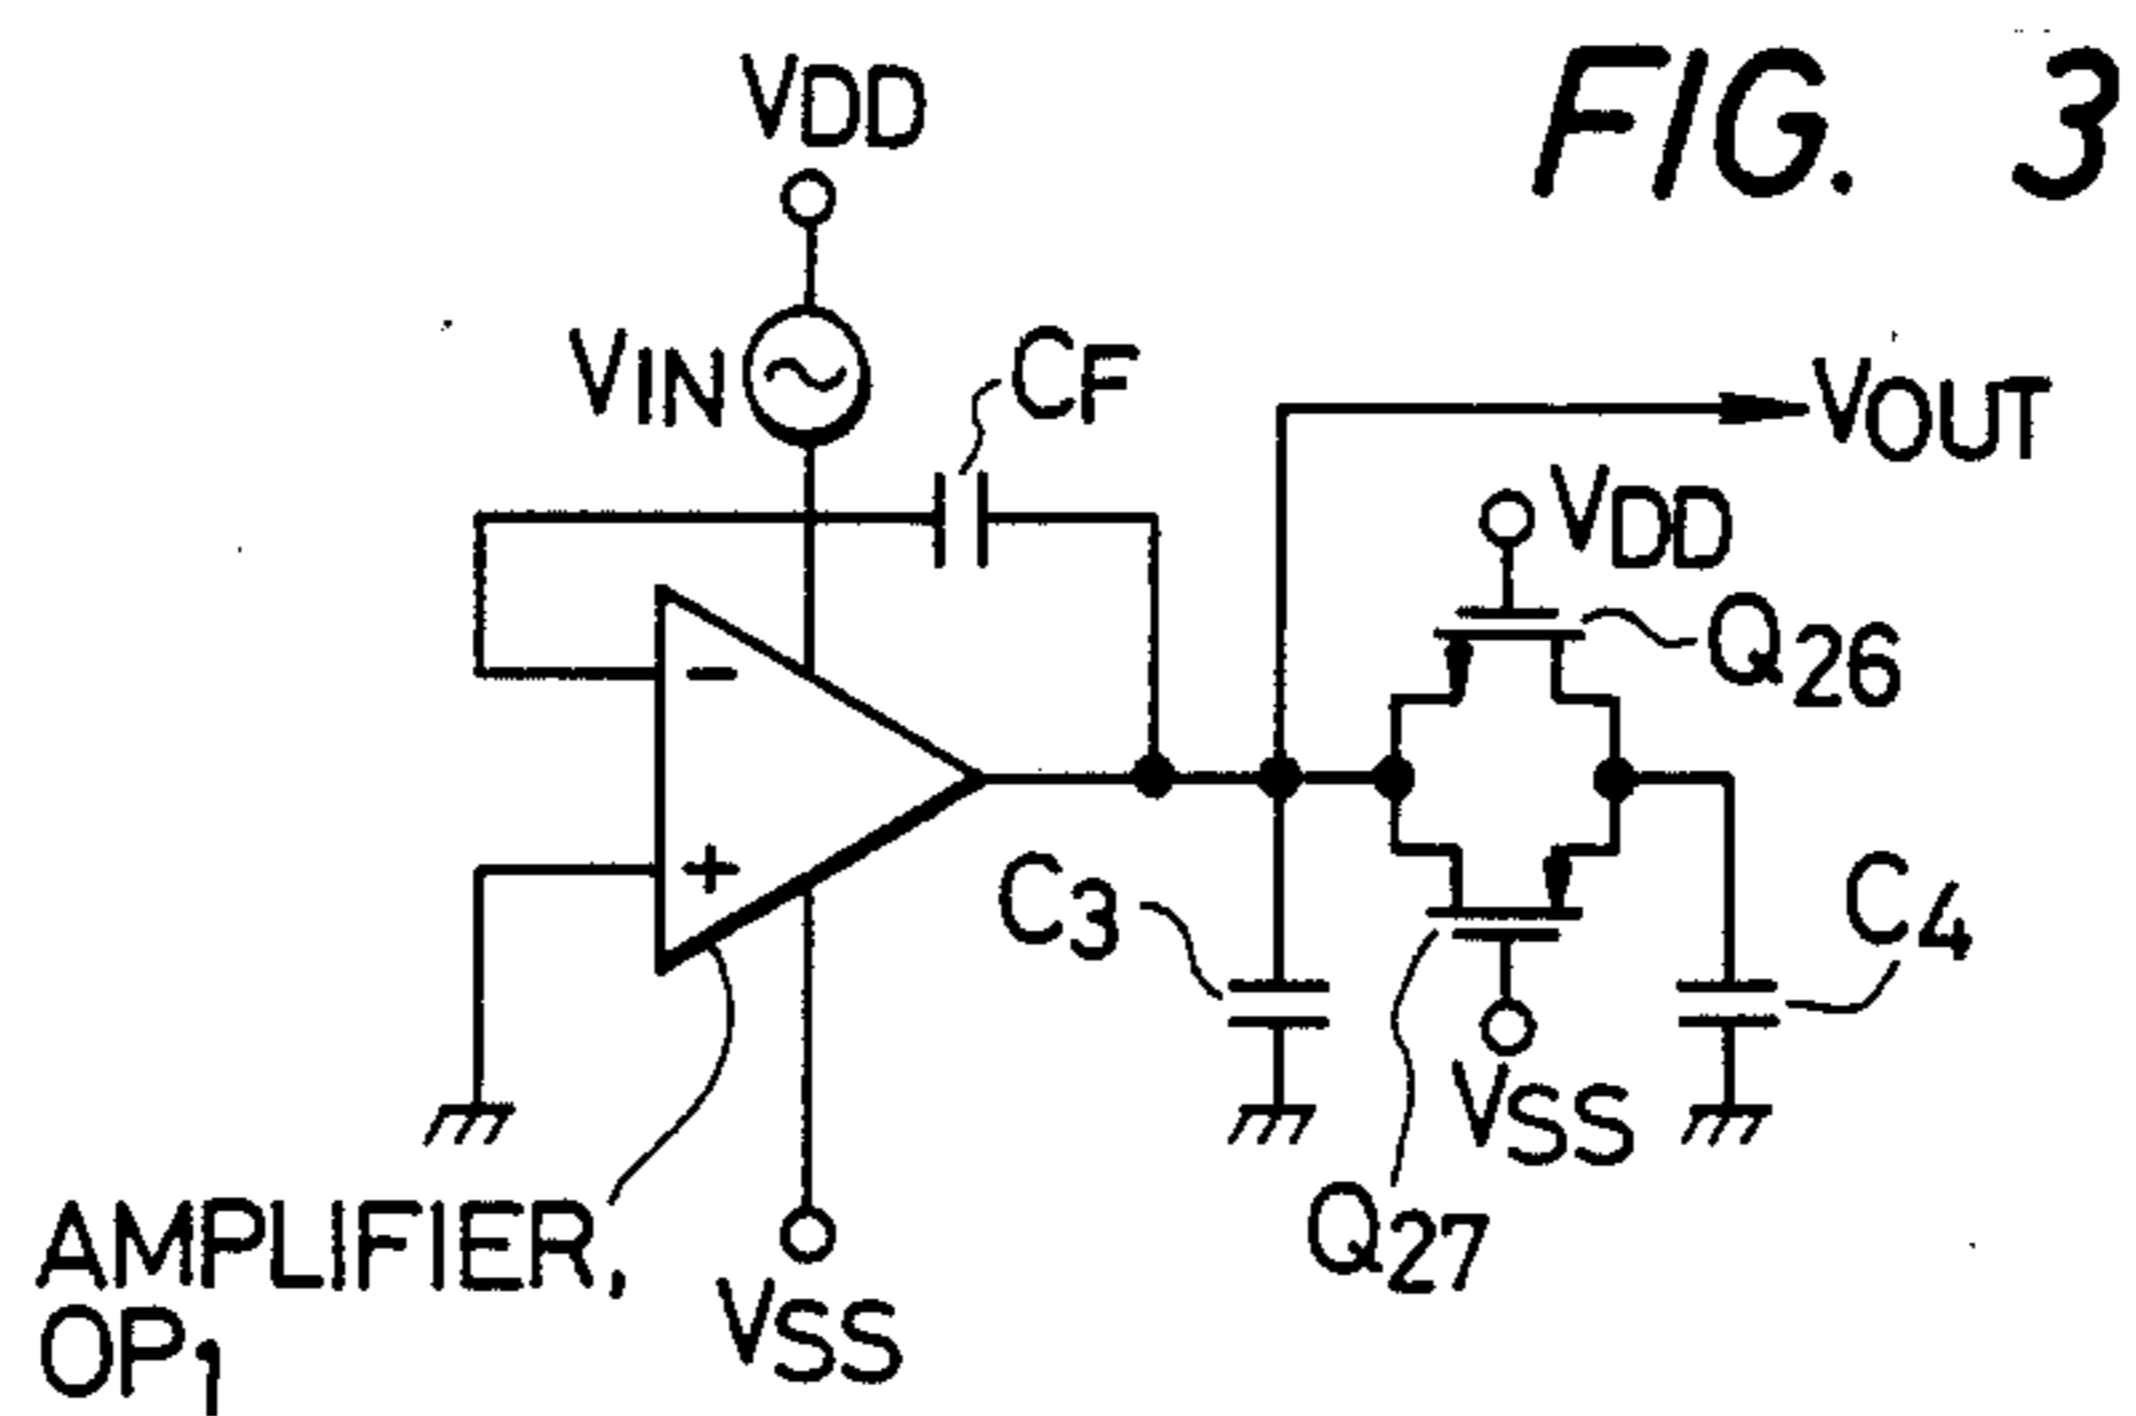 FIG. 3
VDD
VIN
CF
VOUT
VDD
Q26
-
+
C3
C4
VSS
Q27
AMPLIFIER,
OP1
VSS